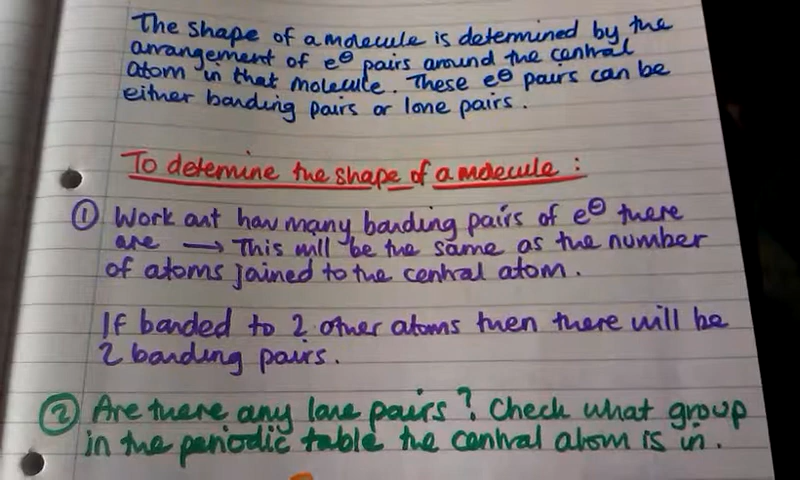 The shape of a molecule is determined by the
arrangement of e⊖ pairs around the central
atom in that molecule. These e⊖ pairs can be
either bonding pairs or lone pairs.
To determine the shape of a molecule :
① Work out how many bonding pairs of e⊖ there
are → This will be the same as the number
of atoms joined to the central atom.
If bonded to 2 other atoms then there will be
2 bonding pairs.
② Are there any lone pairs? Check what group
in the periodic table the central atom is in.